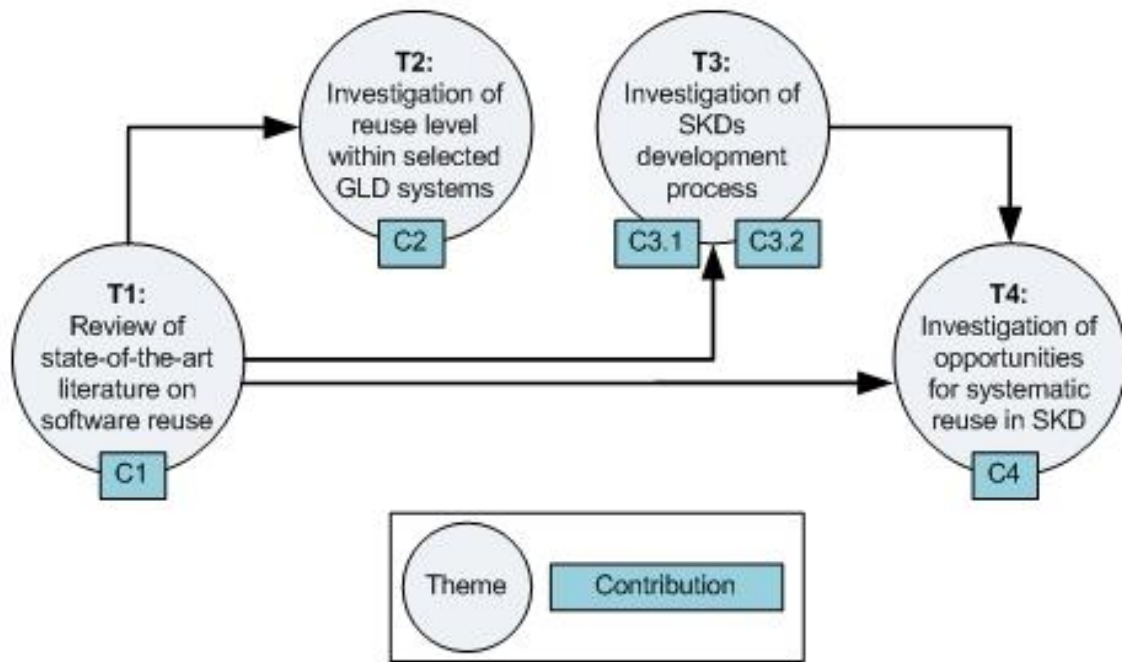 T2:
Investigation of
reuse level
within selected
GLD systems
C2
T3:
Investigation of
SKDs
development
process
C3.1
C3.2
T1:
Review of
state-of-the-art
literature on
software reuse
C1
T4:
Investigation of
opportunities
for systematic
reuse in SKD
C4
Theme
Contribution